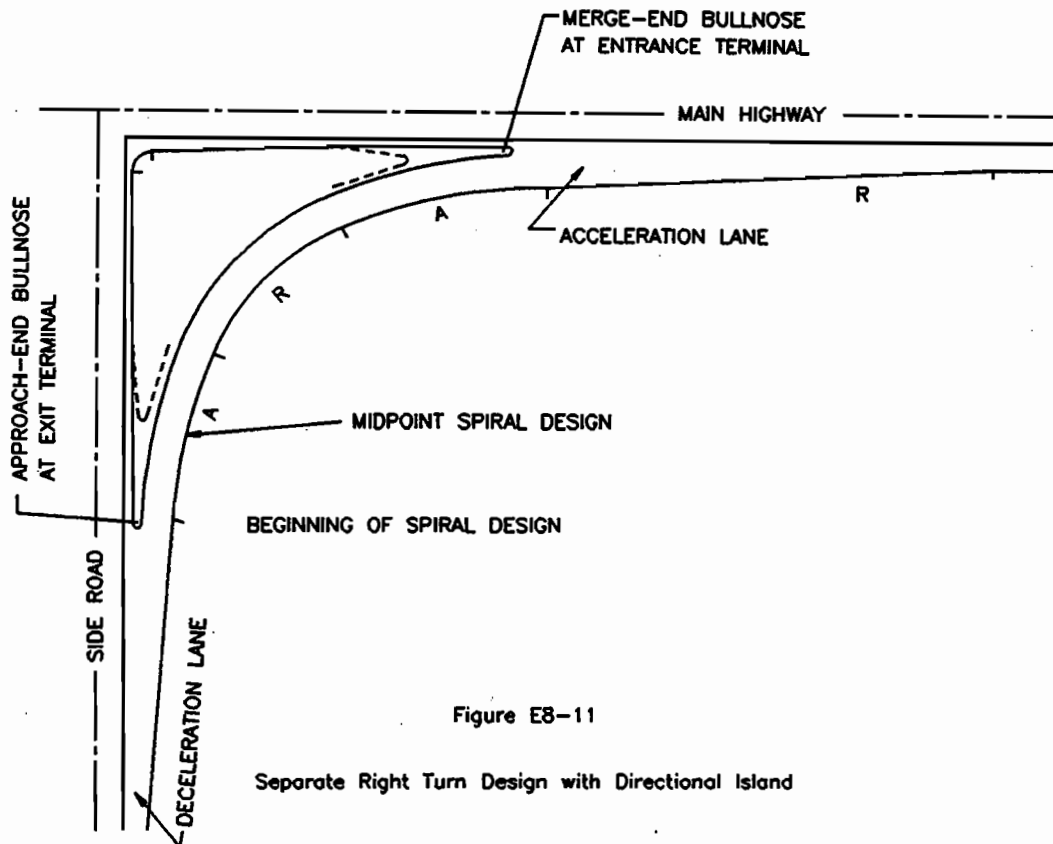 MERGE-END BULLNOSE
AT ENTRANCE TERMINAL
MAIN HIGHWAY
R
A
ACCELERATION LANE
APPROACH-END BULLNOSE
AT EXIT TERMINAL
R
A
MIDPOINT SPIRAL DESIGN
BEGINNING OF SPIRAL DESIGN
SIDE ROAD
DECELERATION LANE
Figure E8-11
Separate Right Turn Design with Directional Island